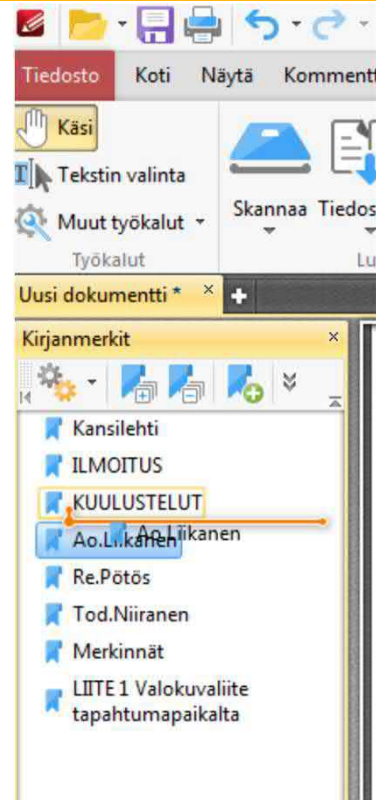 Tiedosto Koti Näytä Komment
Käsi
Tekstin valinta
Muut työkalut
Skannaa Tiedos
Työkalut Lu
Uusi dokumentti * ×
Kirjanmerkit ×
Kansilehti
ILMOITUS
KUULUSTELUT
Ao.Liikanen
Ao.Liikanen
Re.Pötös
Tod.Niiranen
Merkinnät
LIITE 1 Valokuvaliite
tapahtumapaikalta